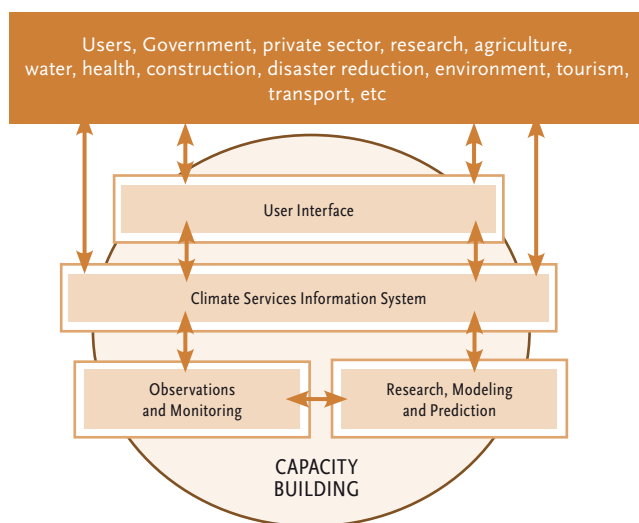 Users, Government, private sector, research, agriculture,
water, health, construction, disaster reduction, environment, tourism,
transport, etc
User Interface
Climate Services Information System
Observations
and Monitoring
Research, Modeling
and Prediction
CAPACITY
BUILDING